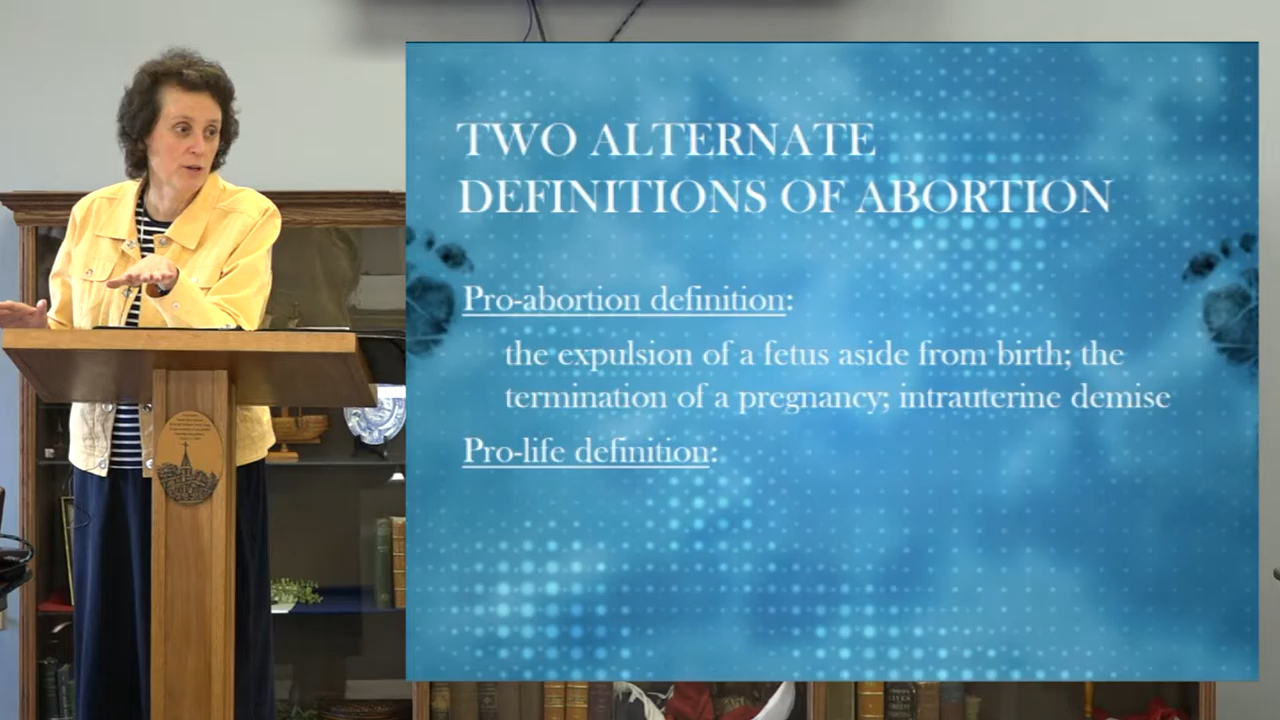 TWO ALTERNATE
DEFINITIONS OF ABORTION
Pro-abortion definition:
the expulsion of a fetus aside from birth; the
termination of a pregnancy; intrauterine demise
Pro-life definition: